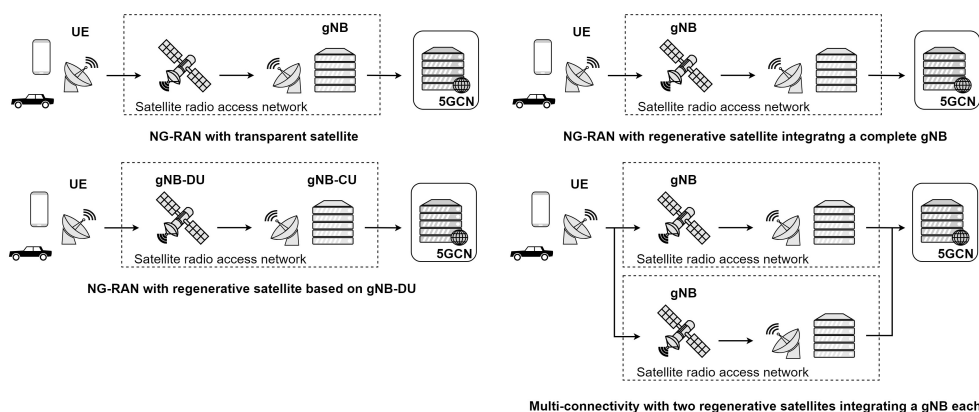 UE
gNB
Satellite radio access network
5GCN
NG-RAN with transparent satellite
UE
gNB
Satellite radio access network
5GCN
NG-RAN with regenerative satellite integratng a complete gNB
UE
gNB-DU
gNB-CU
Satellite radio access network
5GCN
NG-RAN with regenerative satellite based on gNB-DU
UE
gNB
Satellite radio access network
5GCN
gNB
Satellite radio access network
Multi-connectivity with two regenerative satellites integrating a gNB each